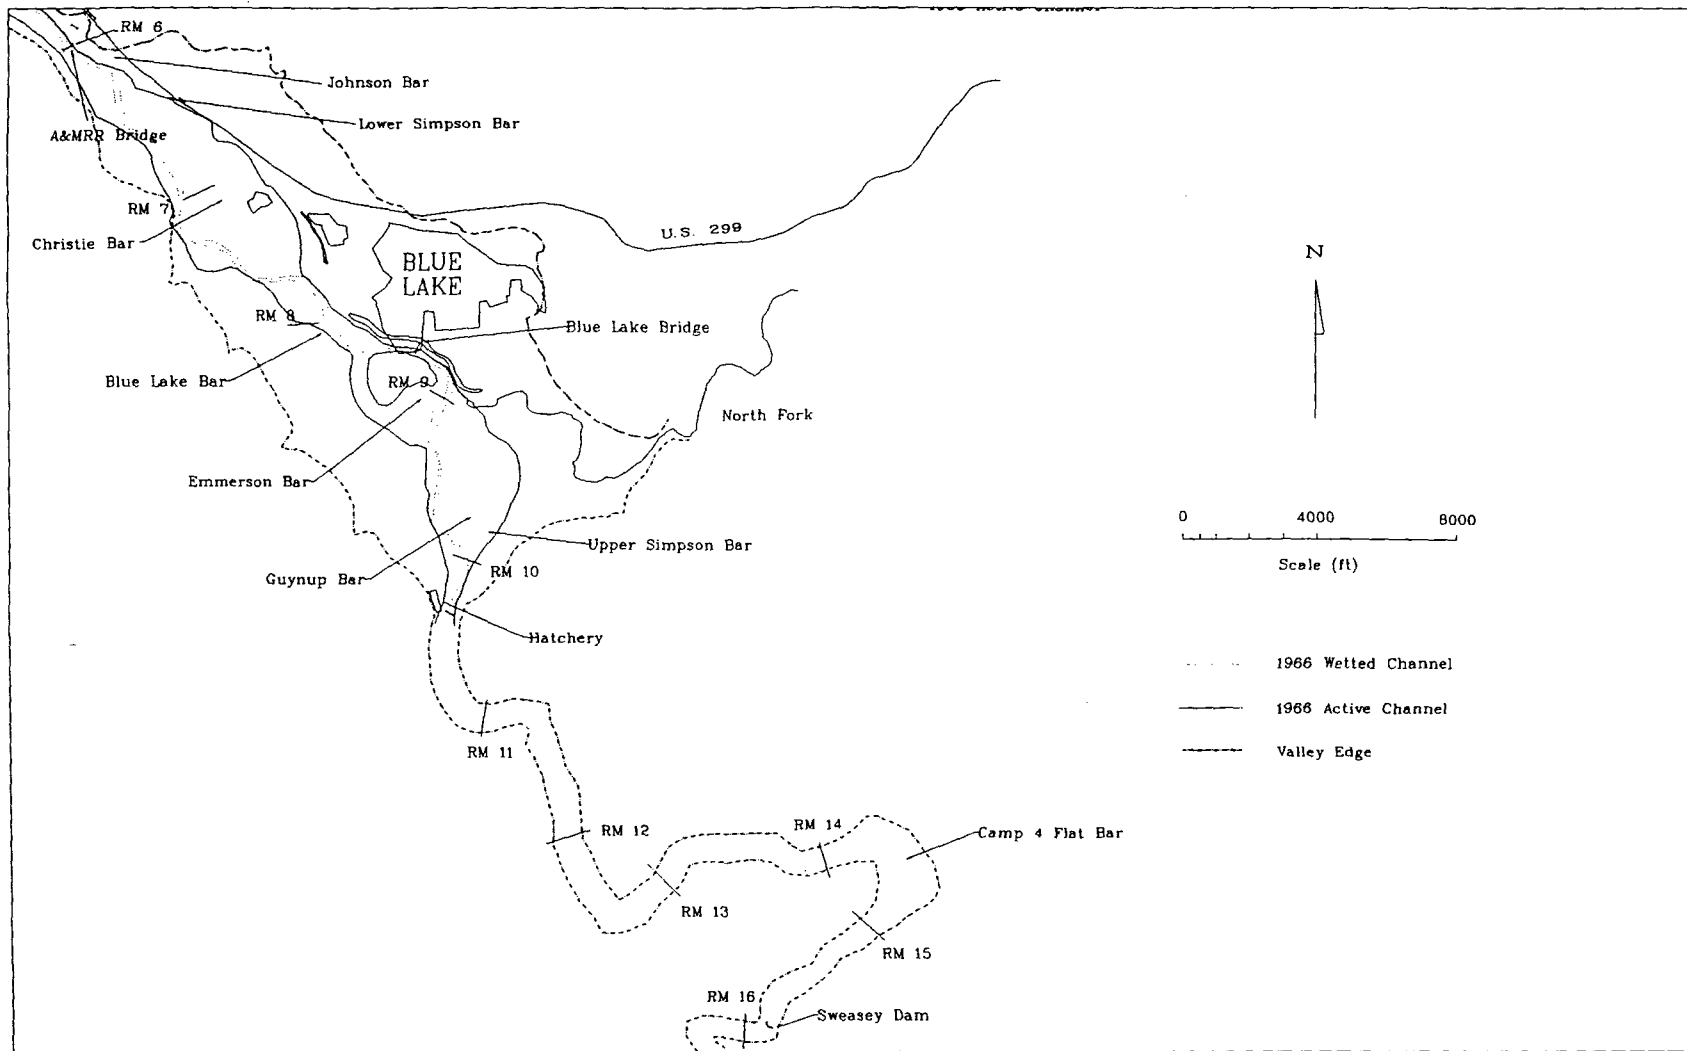 RM 6
Johnson Bar
Lower Simpson Bar
A&MRR Bridge
RM 7
Christie Bar
U.S. 299
N
BLUE
LAKE
RM 8
Blue Lake Bridge
Blue Lake Bar
RM 9
North Fork
Emmerson Bar
0 4000 8000
Scale (ft)
Upper Simpson Bar
RM 10
Guynup Bar
Hatchery
1966 Wetted Channel
1966 Active Channel
Valley Edge
RM 11
RM 12
RM 14
Camp 4 Flat Bar
RM 13
RM 15
RM 16
Sweasey Dam